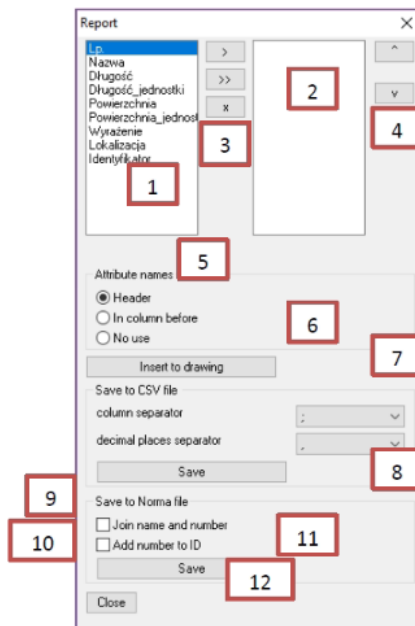 Report ×
Lp.
Nazwa
Długość
Długość_jednostki
Powierzchnia
Powierzchnia_jednost
Wyrażenie
Lokalizacja
Identyfikator
>
>>
x
^
v
1
2
3
4
5
Attribute names
Header
In column before
No use
6
7
Insert to drawing
Save to CSV file
column separator ;
decimal places separator ,
Save
8
9
Save to Norma file
10
Join name and number
Add number to ID
11
Save
12
Close